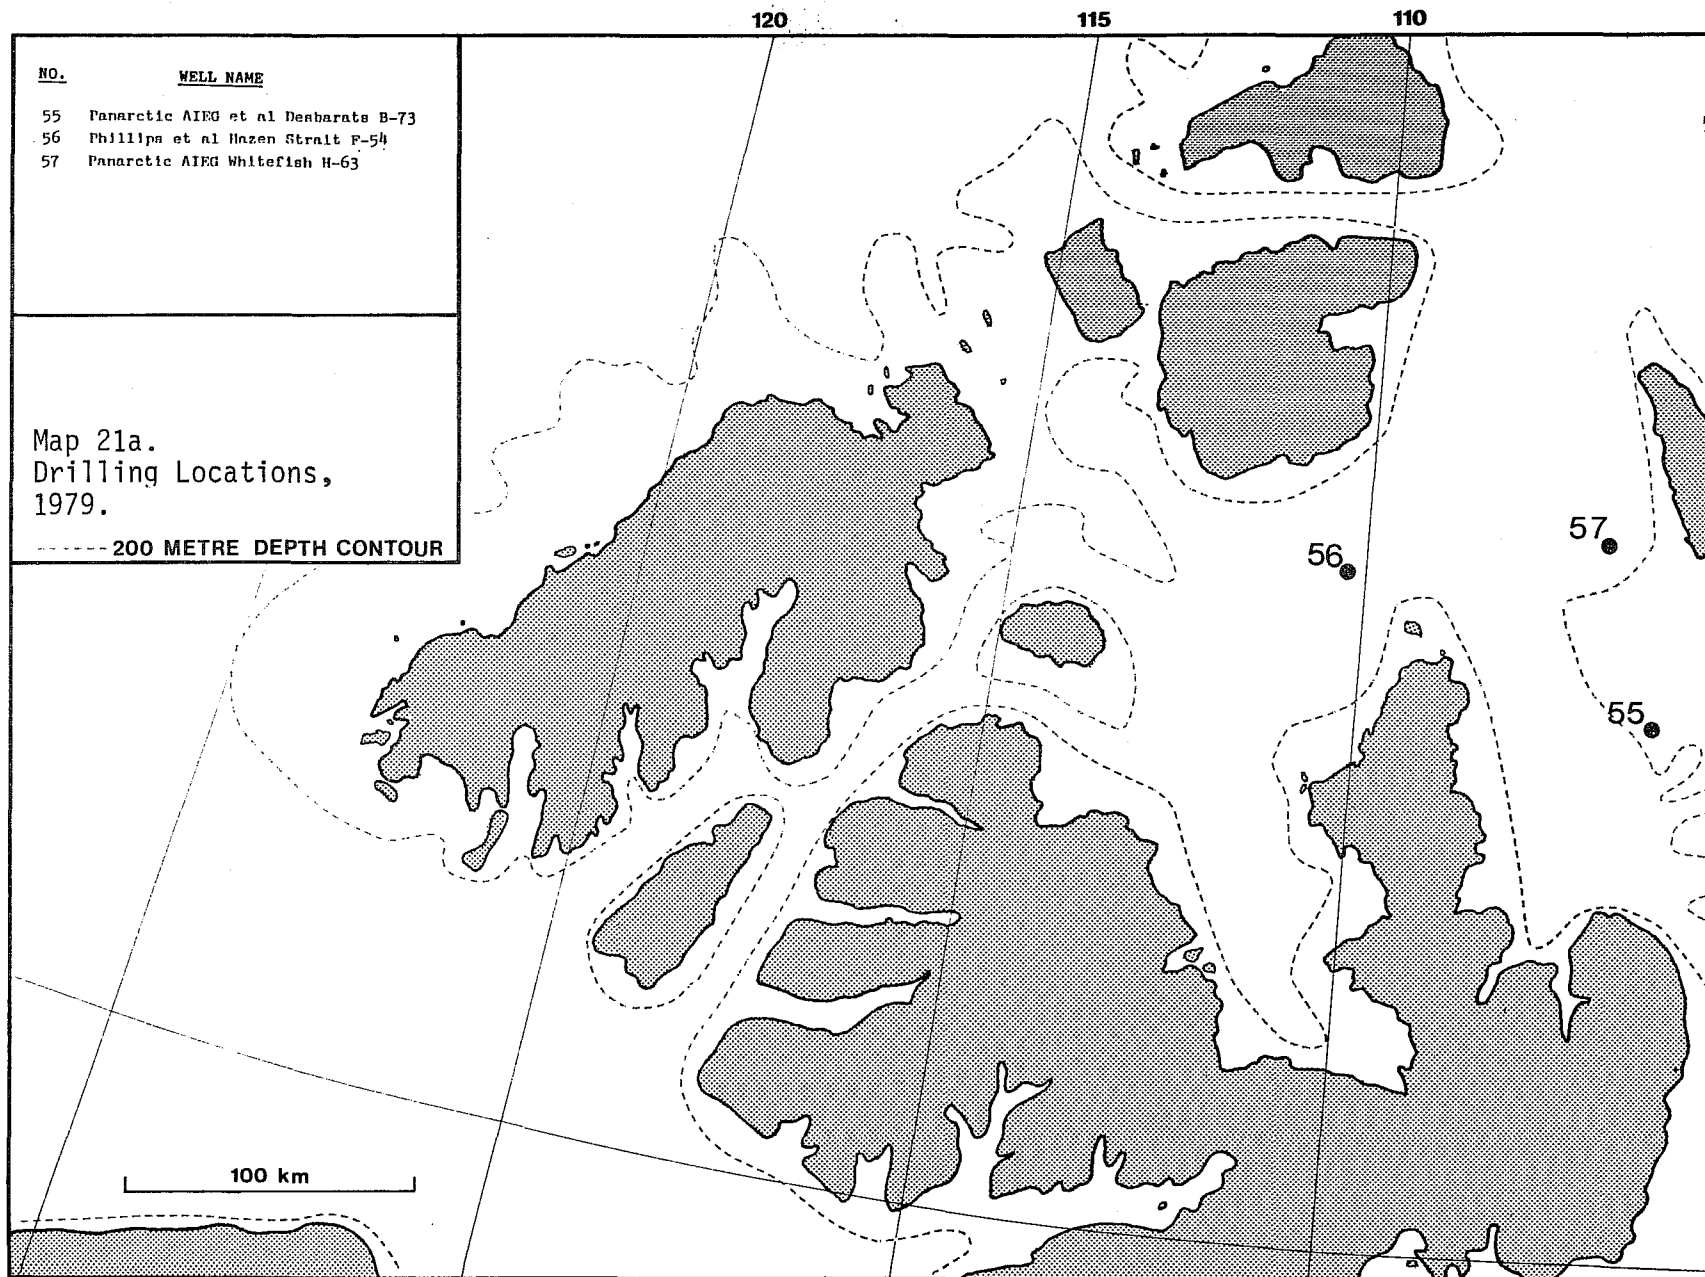 120 115 110
NO. WELL NAME
55 Panarctic AIEG et al Desbarats B-73
56 Phillips et al Hazen Strait F-54
57 Panarctic AIEG Whitefish H-63
Map 21a.
Drilling Locations,
1979.
200 METRE DEPTH CONTOUR
57
56
55
100 km